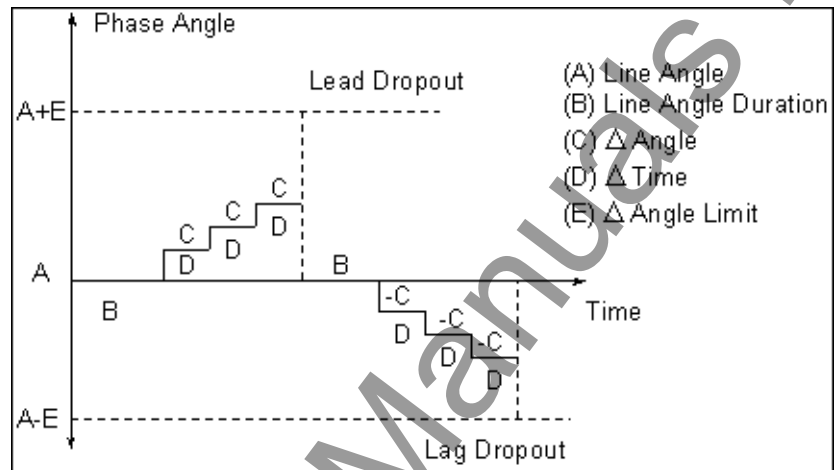 Phase Angle
Lead Dropout
(A) Line Angle
(B) Line Angle Duration
(C) △ Angle
(D) △ Time
(E) △ Angle Limit
A+E
C
C
C
D
D
D
A
B
B
Time
-C
-C
-C
D
D
D
A-E
Lag Dropout
Manuals